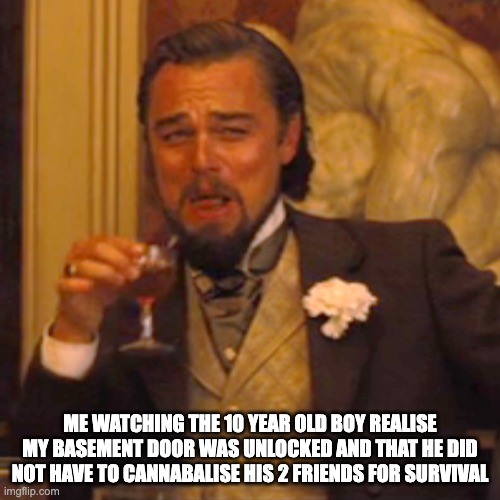 ME WATCHING THE 10 YEAR OLD BOY REALISE
MY BASEMENT DOOR WAS UNLOCKED AND THAT HE DID
NOT HAVE TO CANNABALISE HIS 2 FRIENDS FOR SURVIVAL
imgflip.com